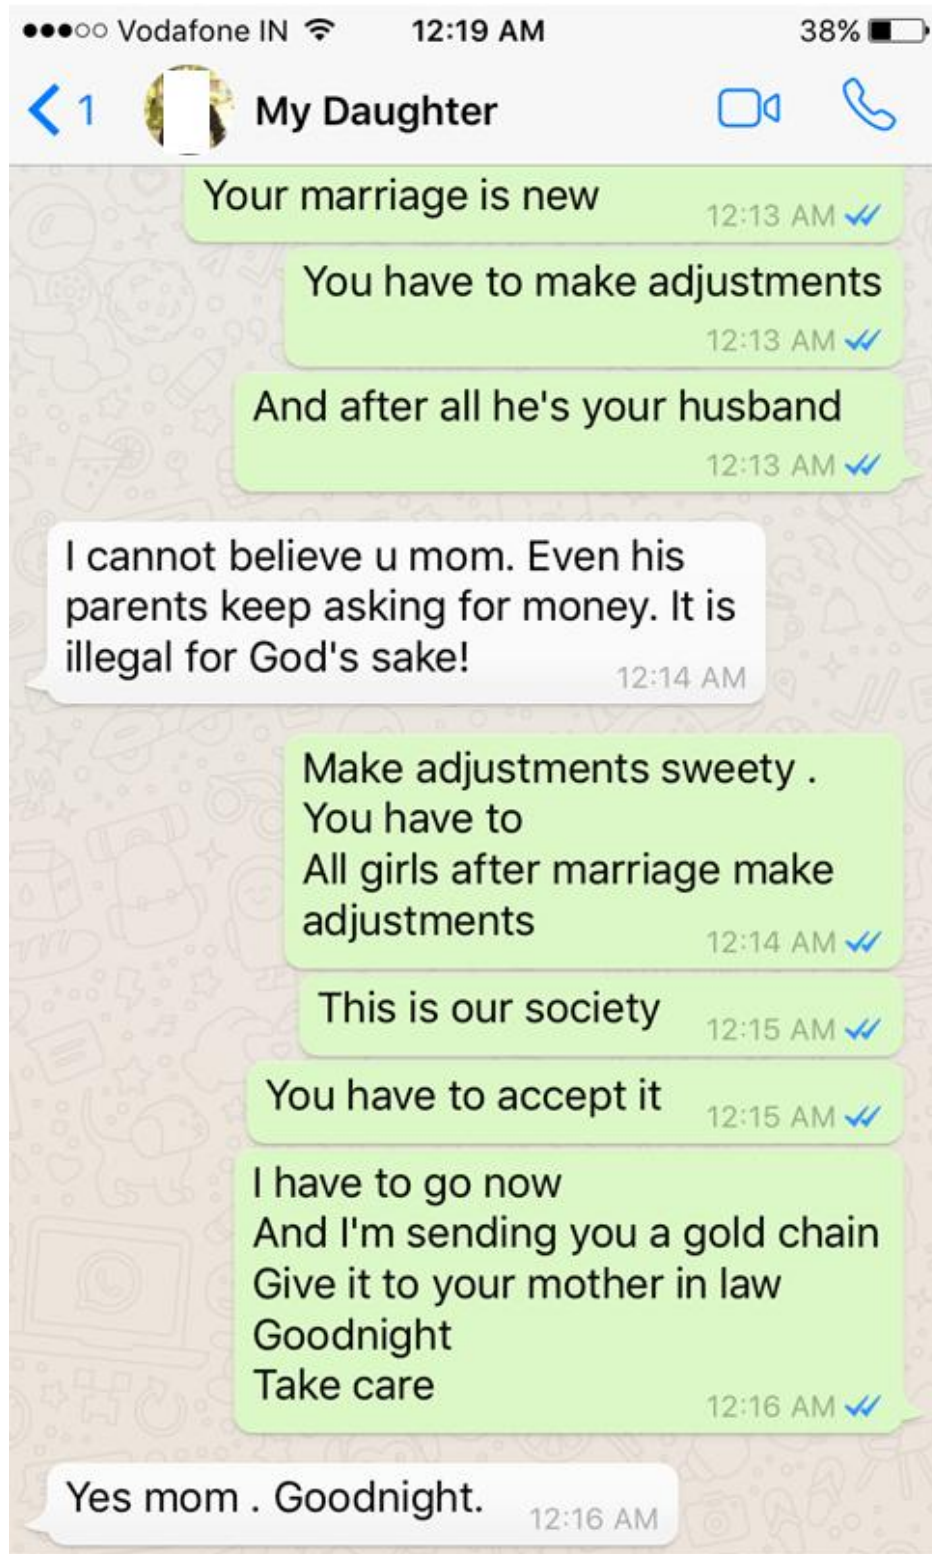 Vodafone IN 12:19 AM 38%
1 My Daughter
Your marriage is new 12:13 AM
You have to make adjustments
12:13 AM
And after all he's your husband
12:13 AM
I cannot believe u mom. Even his
parents keep asking for money. It is
illegal for God's sake! 12:14 AM
Make adjustments sweety .
You have to
All girls after marriage make
adjustments 12:14 AM
This is our society 12:15 AM
You have to accept it 12:15 AM
I have to go now
And I'm sending you a gold chain
Give it to your mother in law
Goodnight
Take care 12:16 AM
Yes mom . Goodnight. 12:16 AM